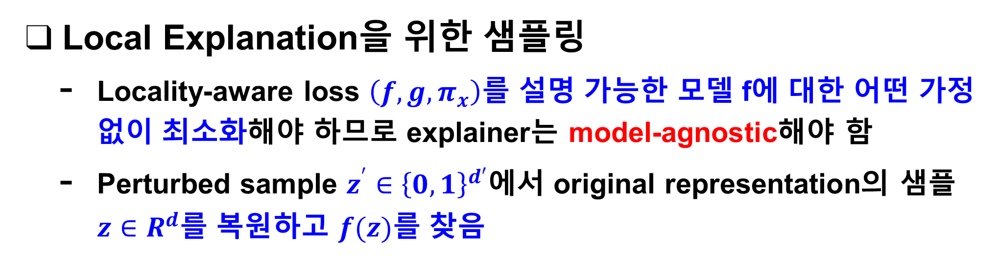 ❑ Local Explanation을 위한 샘플링
- Locality-aware loss (f, g, πₓ)를 설명 가능한 모델 f에 대한 어떤 가정
없이 최소화해야 하므로 explainer는 model-agnostic해야 함
- Perturbed sample z′ ∈ {0, 1}^d′에서 original representation의 샘플
z ∈ R^d를 복원하고 f(z)를 찾음